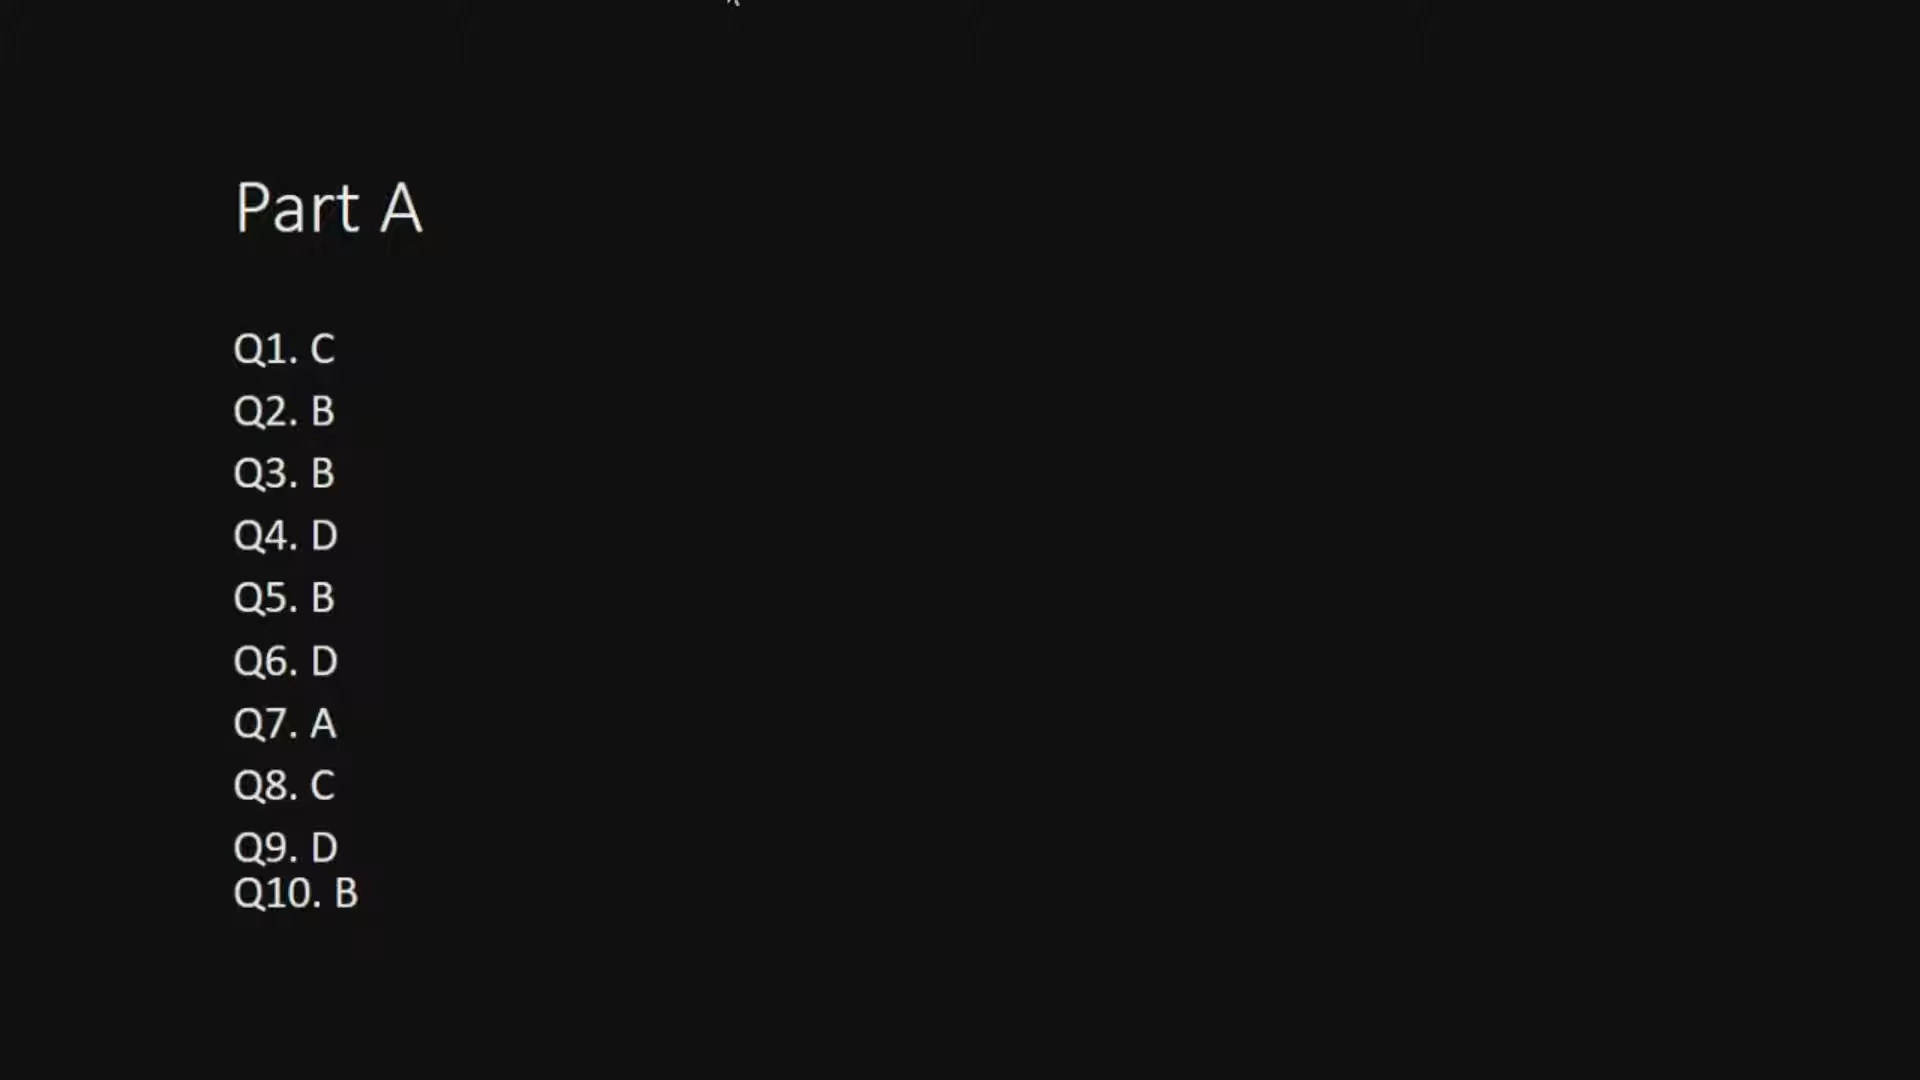 Part A
Q1. C
Q2. B
Q3. B
Q4. D
Q5. B
Q6. D
Q7. A
Q8. C
Q9. D
Q10. B